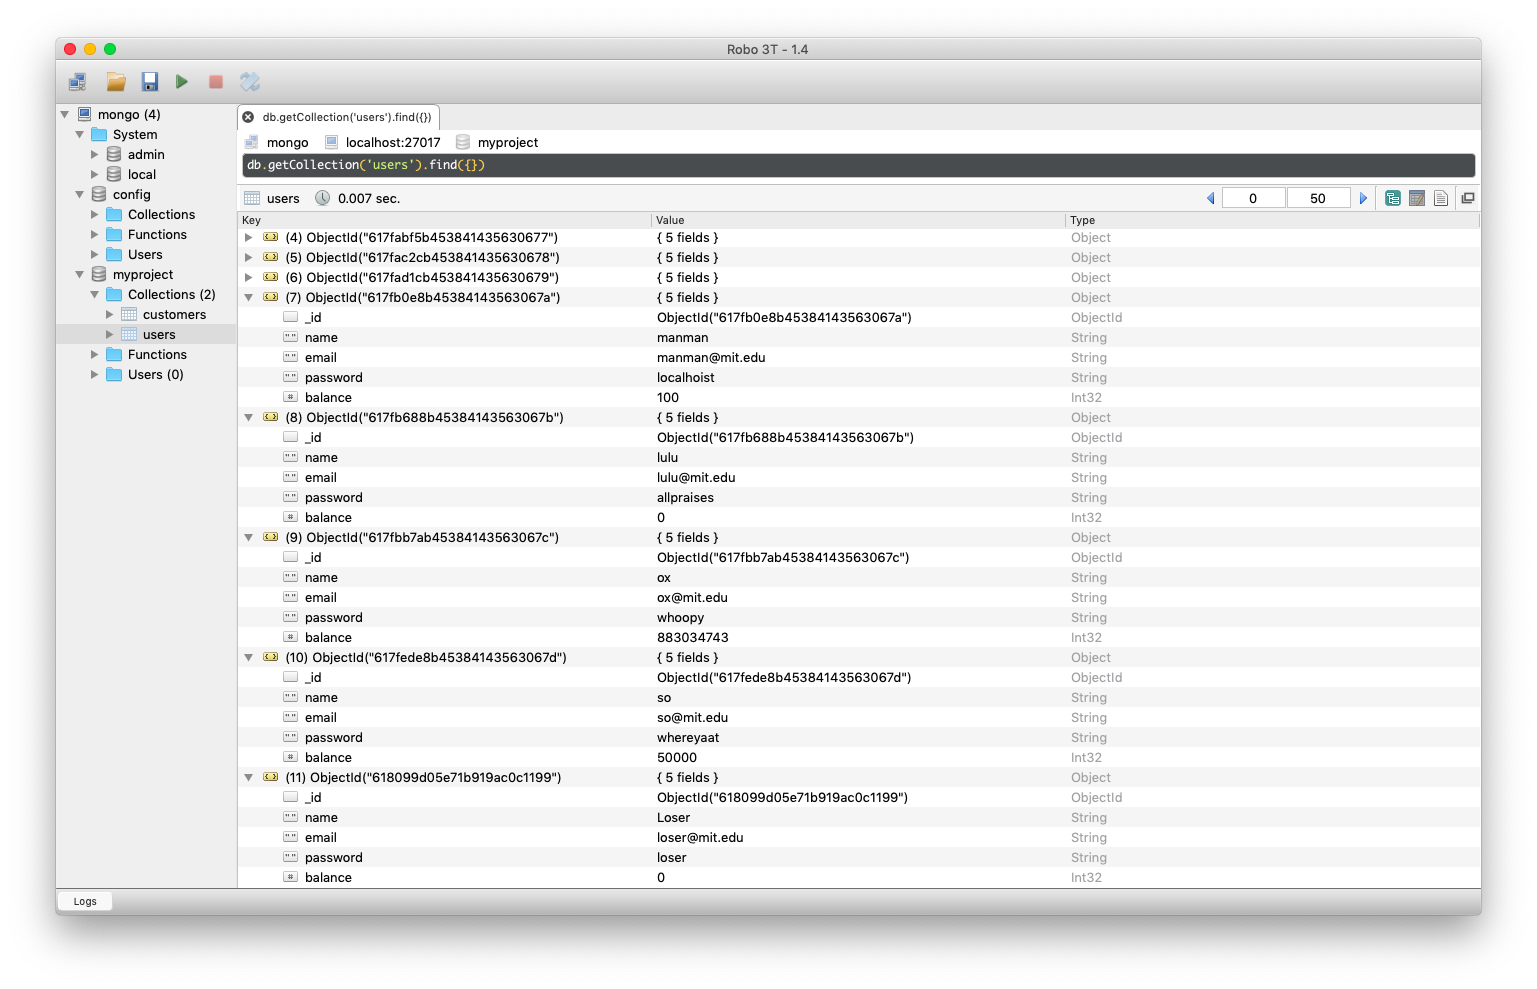 Robo 3T - 1.4
mongo (4)
System
admin
local
config
Collections
Functions
Users
myproject
Collections (2)
customers
users
Functions
Users (0)
db.getCollection('users').find({})
mongo localhost:27017 myproject
db.getCollection('users').find({})
users 0.007 sec. 0 50
Key Value Type
(4) ObjectId("617fabf5b453841435630677") { 5 fields } Object
(5) ObjectId("617fac2cb453841435630678") { 5 fields } Object
(6) ObjectId("617fad1cb453841435630679") { 5 fields } Object
(7) ObjectId("617fb0e8b45384143563067a") { 5 fields } Object
_id ObjectId("617fb0e8b45384143563067a") ObjectId
name manman String
email manman@mit.edu String
password localhoist String
balance 100 Int32
(8) ObjectId("617fb688b45384143563067b") { 5 fields } Object
_id ObjectId("617fb688b45384143563067b") ObjectId
name lulu String
email lulu@mit.edu String
password allpraises String
balance 0 Int32
(9) ObjectId("617fbb7ab45384143563067c") { 5 fields } Object
_id ObjectId("617fbb7ab45384143563067c") ObjectId
name ox String
email ox@mit.edu String
password whoopy String
balance 883034743 Int32
(10) ObjectId("617fede8b45384143563067d") { 5 fields } Object
_id ObjectId("617fede8b45384143563067d") ObjectId
name so String
email so@mit.edu String
password whereyaat String
balance 50000 Int32
(11) ObjectId("618099d05e71b919ac0c1199") { 5 fields } Object
_id ObjectId("618099d05e71b919ac0c1199") ObjectId
name Loser String
email loser@mit.edu String
password loser String
balance 0 Int32
Logs